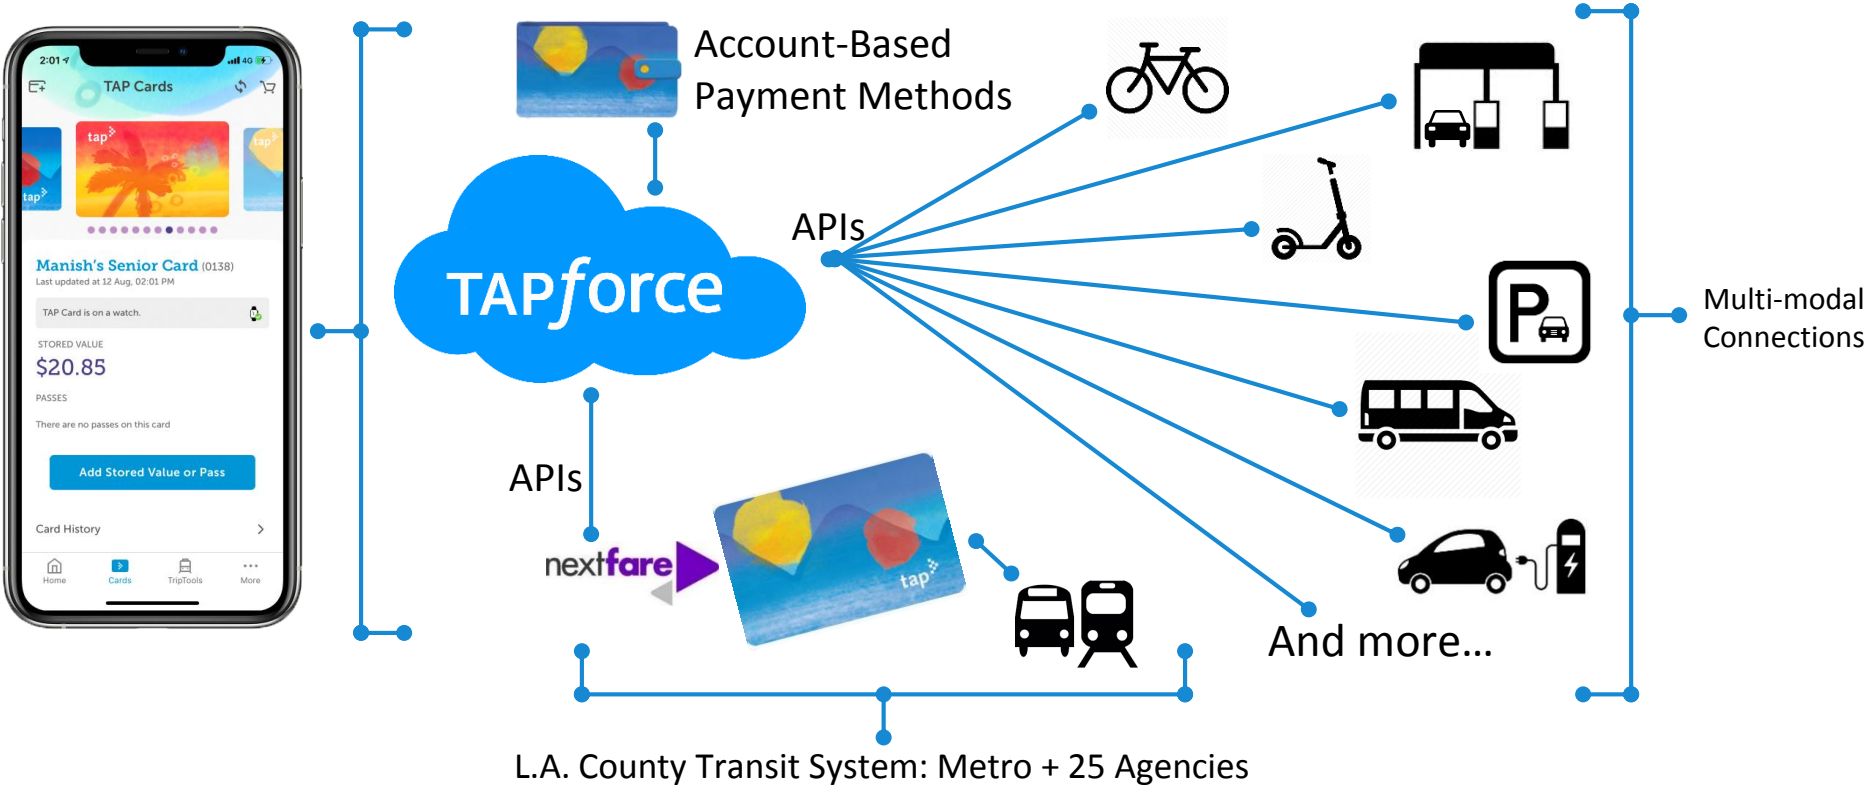 2:01
4G
TAP Cards
tap
tap
tap
Manish's Senior Card (0138)
Last updated at 12 Aug, 02:01 PM
TAP Card is on a watch.
STORED VALUE
$20.85
PASSES
There are no passes on this card
Add Stored Value or Pass
Card History
Home
Cards
TripTools
More
Account-Based
Payment Methods
TAPforce
APIs
APIs
nextfare
tap
P
And more...
Multi-modal
Connections
L.A. County Transit System: Metro + 25 Agencies